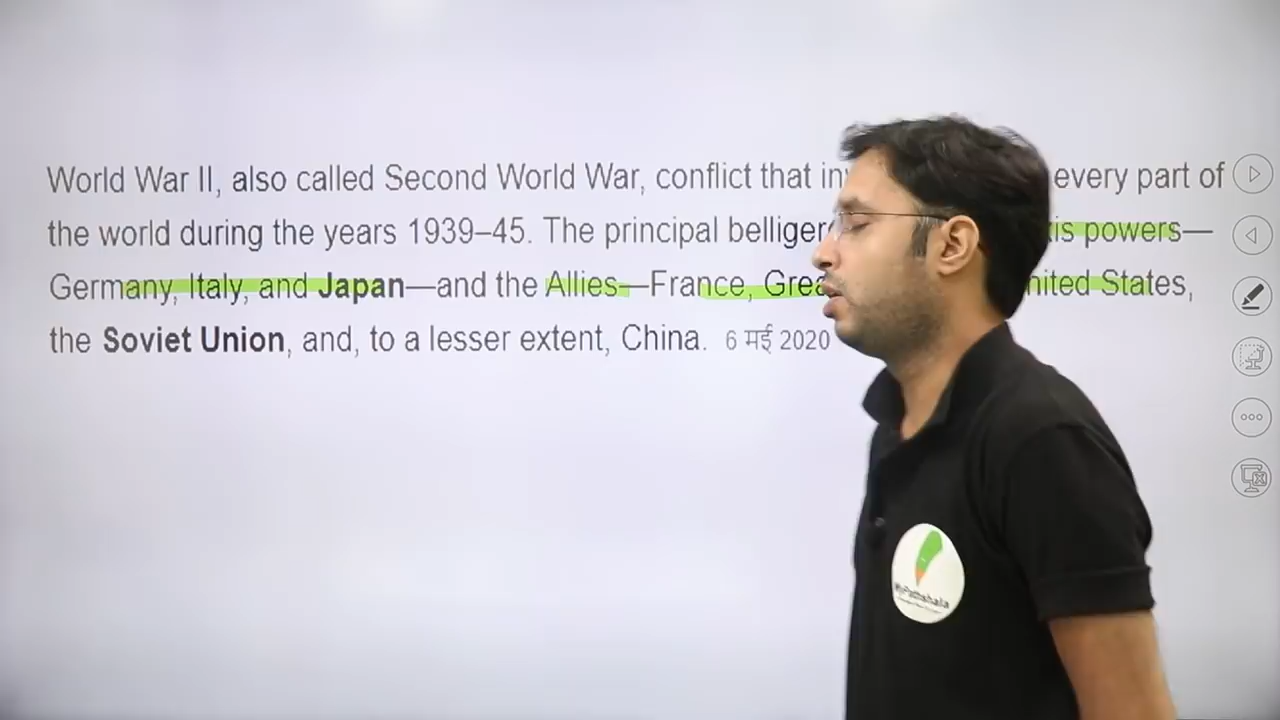 World War II, also called Second World War, conflict that in every part of
the world during the years 1939–45. The principal belliger is powers—
Germany, Italy, and Japan—and the Allies—France, Grea nited States,
the Soviet Union, and, to a lesser extent, China. 6 मई 2020
MyPathshala